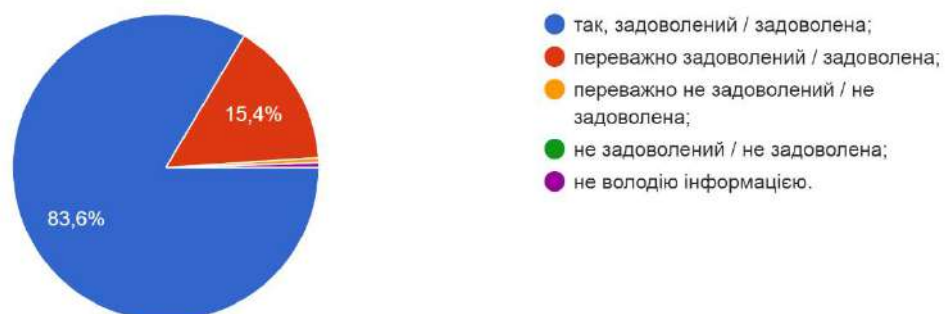 15,4%
83,6%
так, задоволений / задоволена;
переважно задоволений / задоволена;
переважно не задоволений / не
задоволена;
не задоволений / не задоволена;
не володію інформацією.